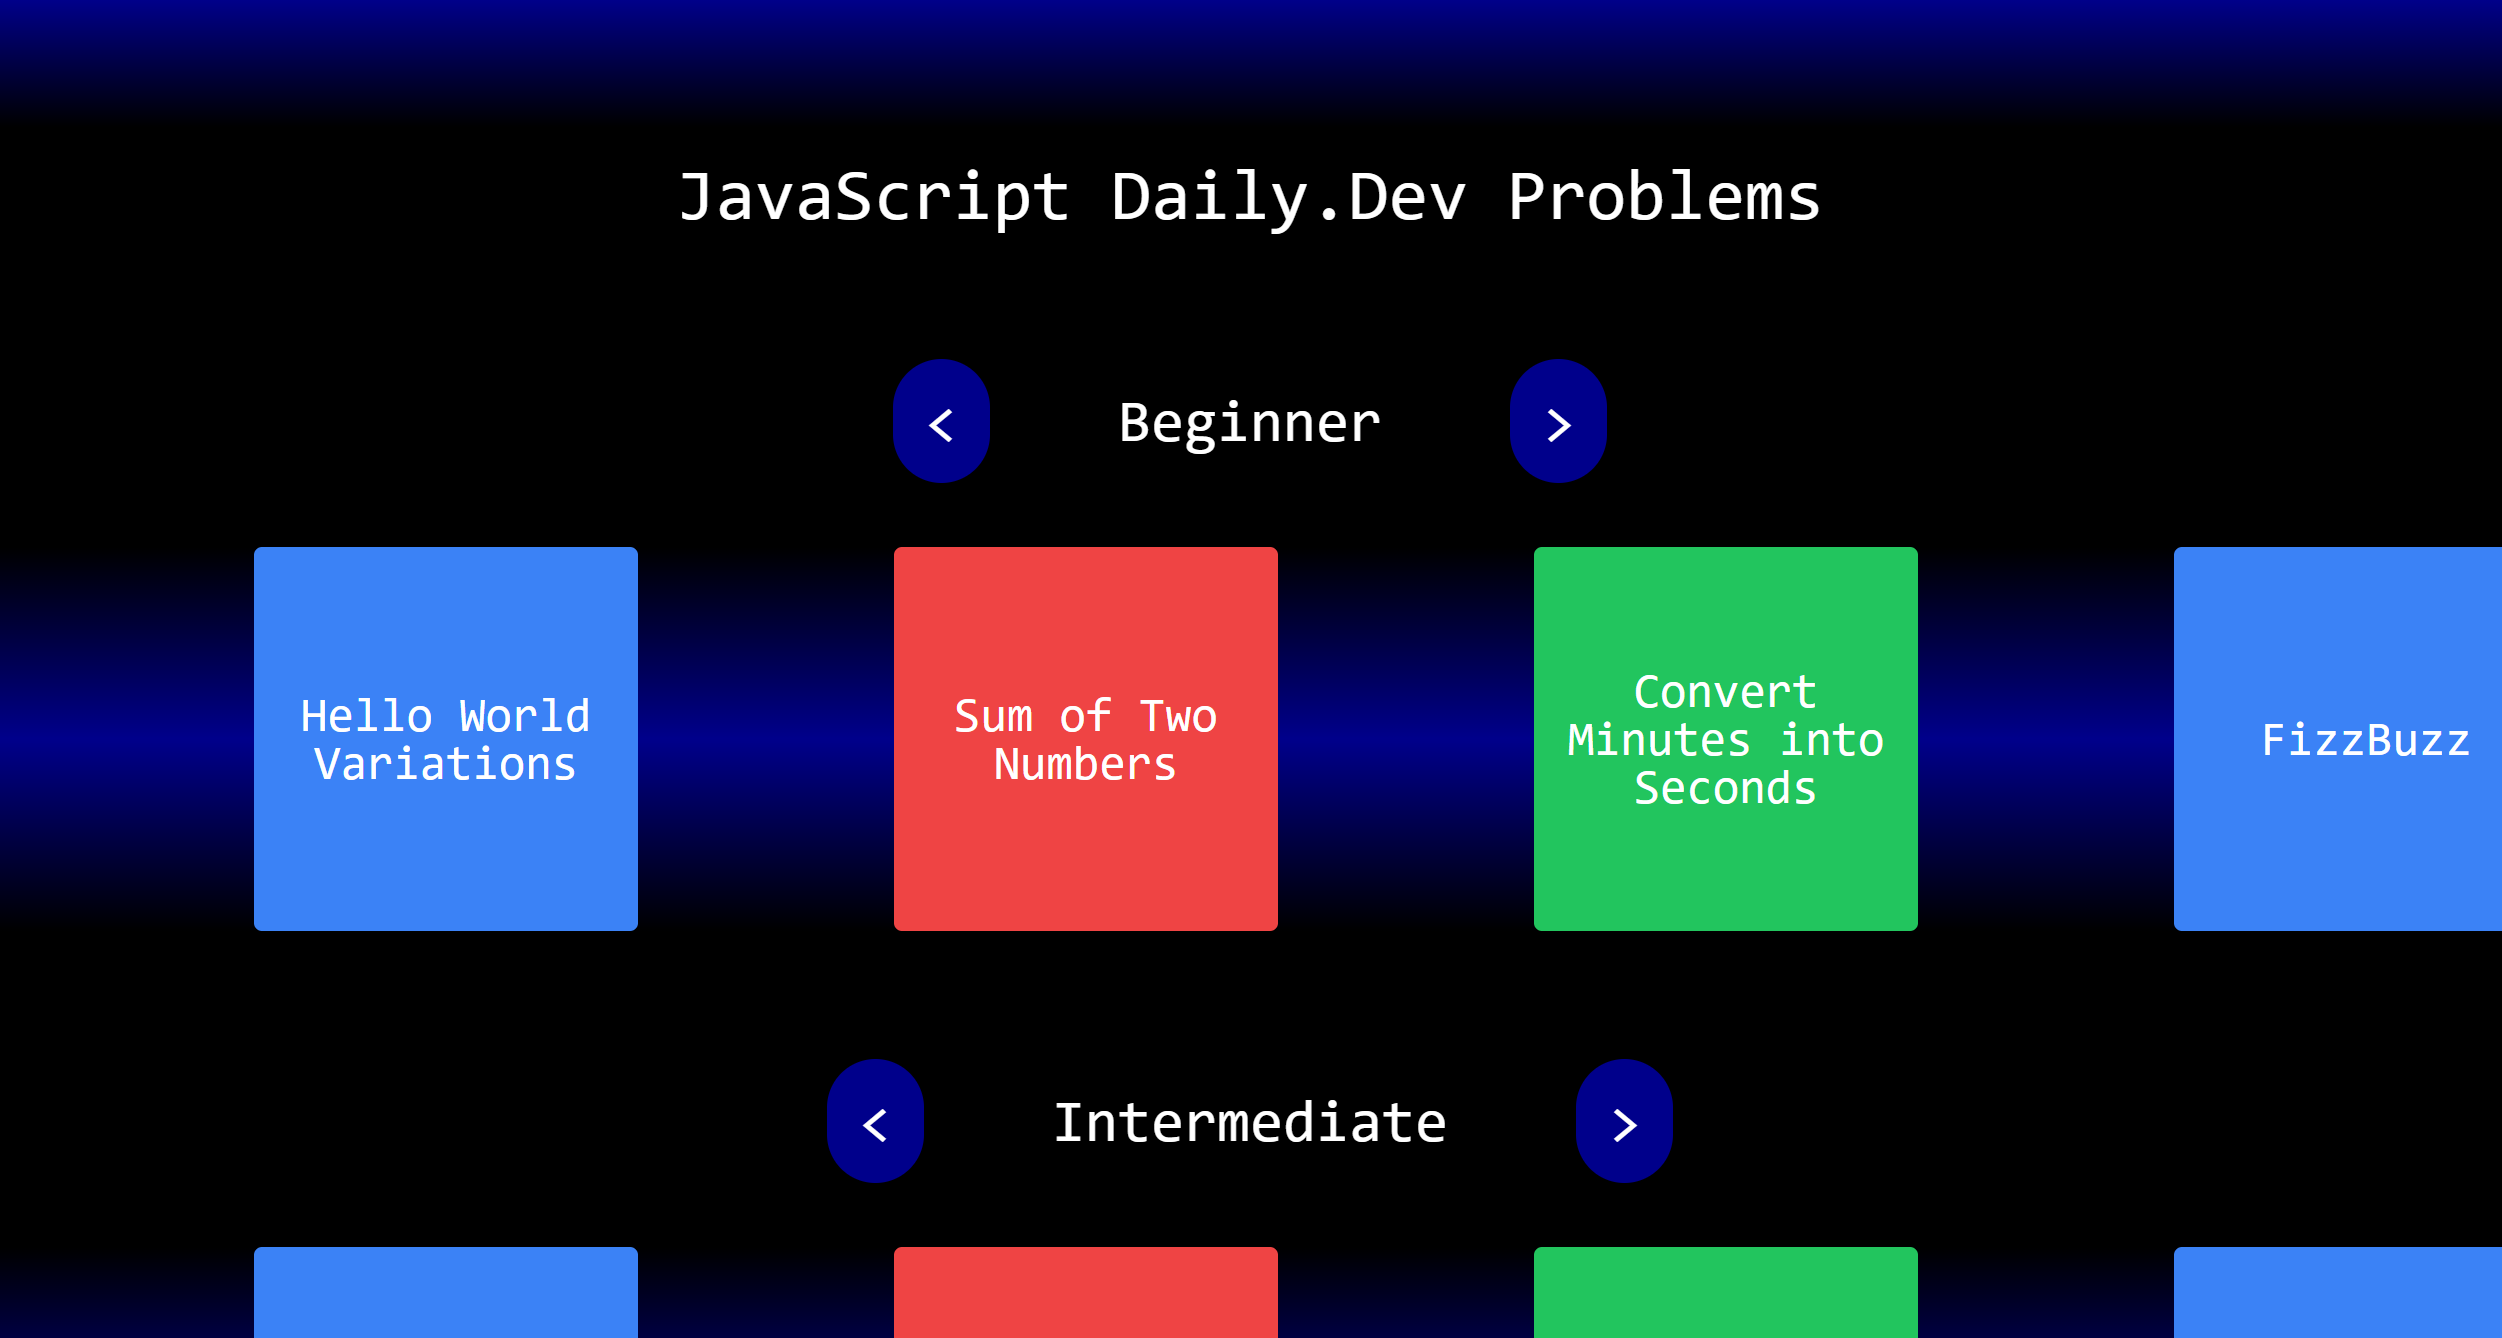 JavaScript Daily.Dev Problems
< Beginner >
Hello World
Variations
Sum of Two
Numbers
Convert
Minutes into
Seconds
FizzBuzz
< Intermediate >